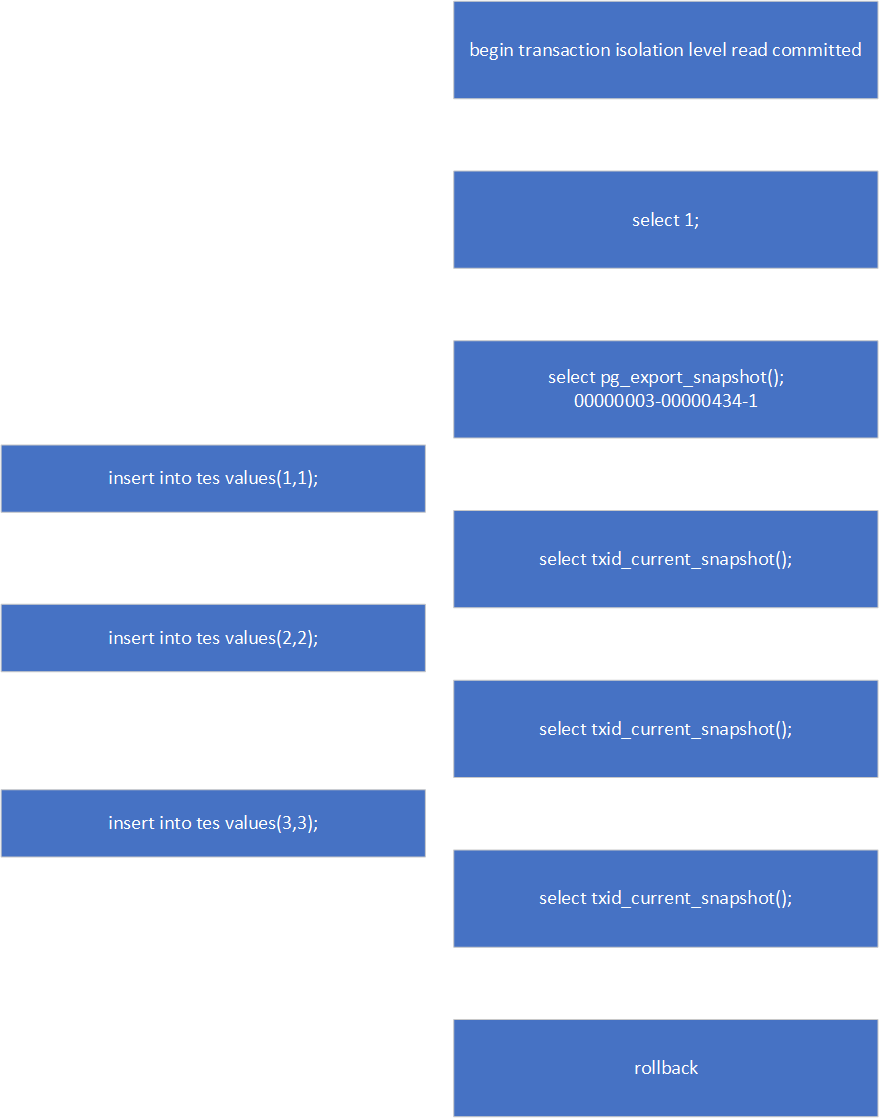 begin transaction isolation level read committed
select 1;
select pg_export_snapshot();
00000003-00000434-1
insert into tes values(1,1);
select txid_current_snapshot();
insert into tes values(2,2);
select txid_current_snapshot();
insert into tes values(3,3);
select txid_current_snapshot();
rollback